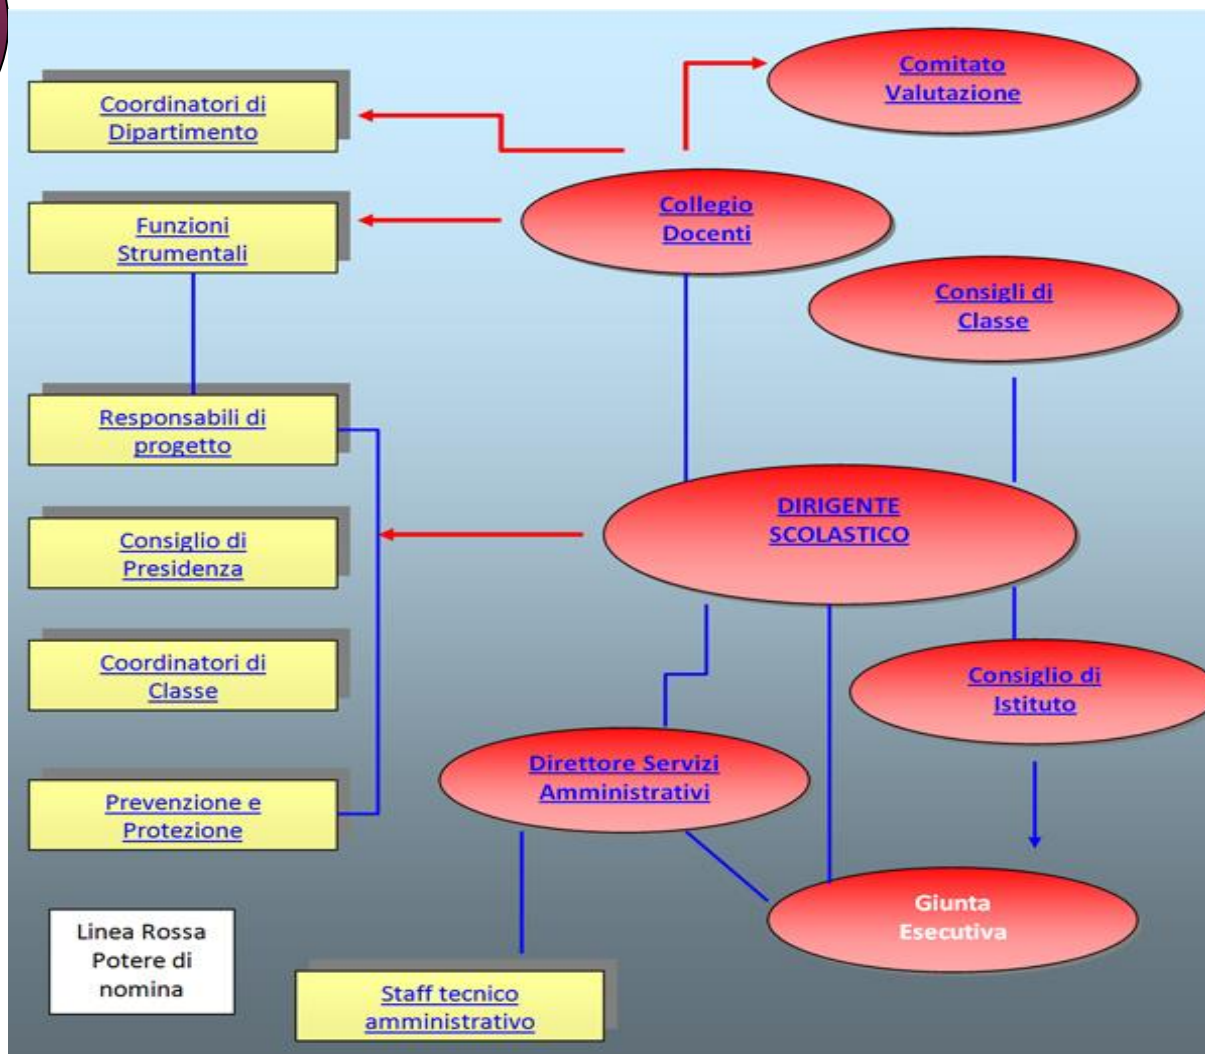 Comitato
Valutazione
Coordinatori di
Dipartimento
Collegio
Docenti
Funzioni
Strumentali
Consigli di
Classe
Responsabili di
progetto
DIRIGENTE
SCOLASTICO
Consiglio di
Presidenza
Coordinatori di
Classe
Consiglio di
Istituto
Direttore Servizi
Amministrativi
Prevenzione e
Protezione
Giunta
Esecutiva
Linea Rossa
Potere di
nomina
Staff tecnico
amministrativo